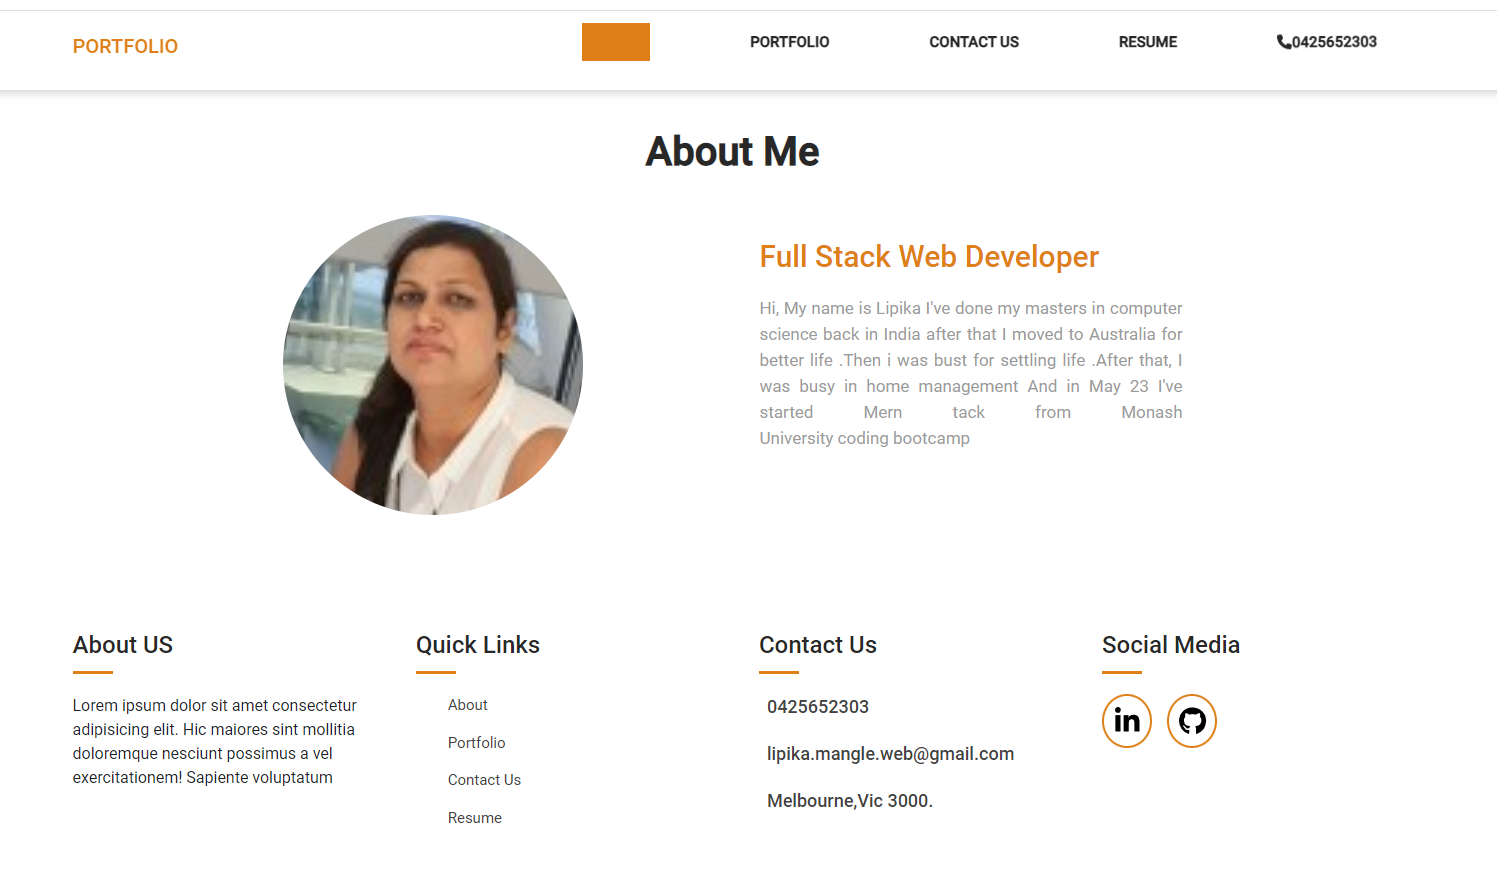 PORTFOLIO
PORTFOLIO
CONTACT US
RESUME
0425652303
About Me
Full Stack Web Developer
Hi, My name is Lipika I've done my masters in computer
science back in India after that I moved to Australia for
better life .Then i was bust for settling life .After that, I
was busy in home management And in May 23 I've
started Mern tack from Monash
University coding bootcamp
About US
Lorem ipsum dolor sit amet consectetur
adipisicing elit. Hic maiores sint mollitia
doloremque nesciunt possimus a vel
exercitationem! Sapiente voluptatum
Quick Links
About
Portfolio
Contact Us
Resume
Contact Us
0425652303
lipika.mangle.web@gmail.com
Melbourne,Vic 3000.
Social Media
in